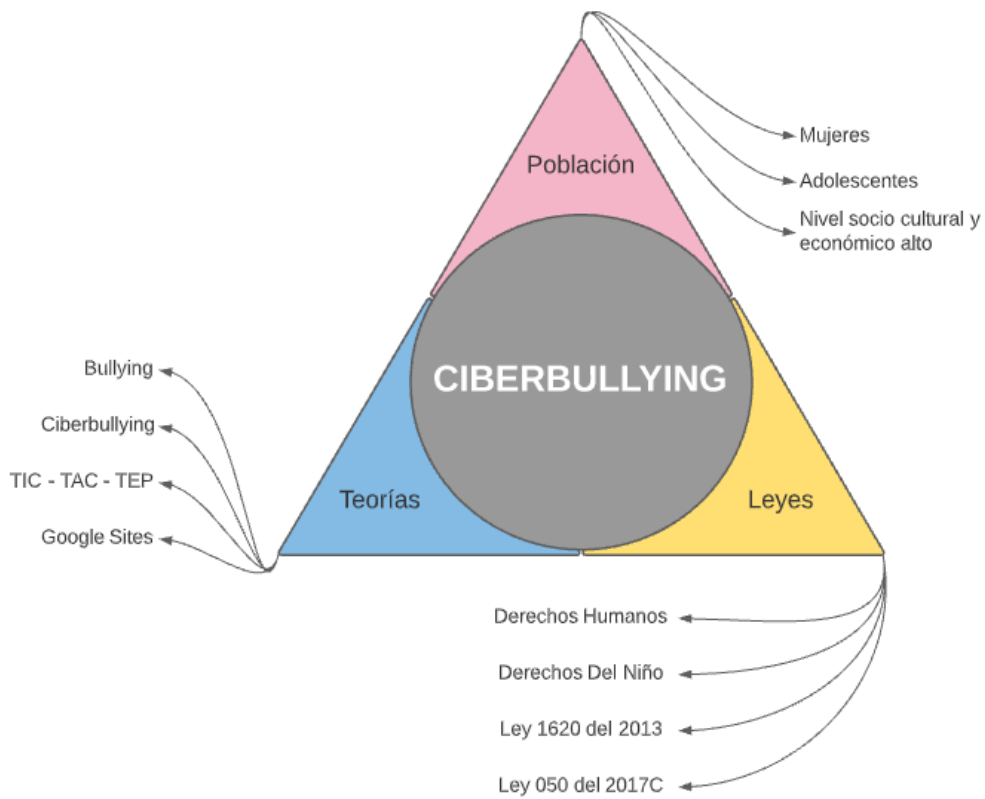 Población
Mujeres
Adolescentes
Nivel socio cultural y
económico alto
CIBERBULLYING
Teorías
Bullying
Ciberbullying
TIC - TAC - TEP
Google Sites
Leyes
Derechos Humanos
Derechos Del Niño
Ley 1620 del 2013
Ley 050 del 2017C